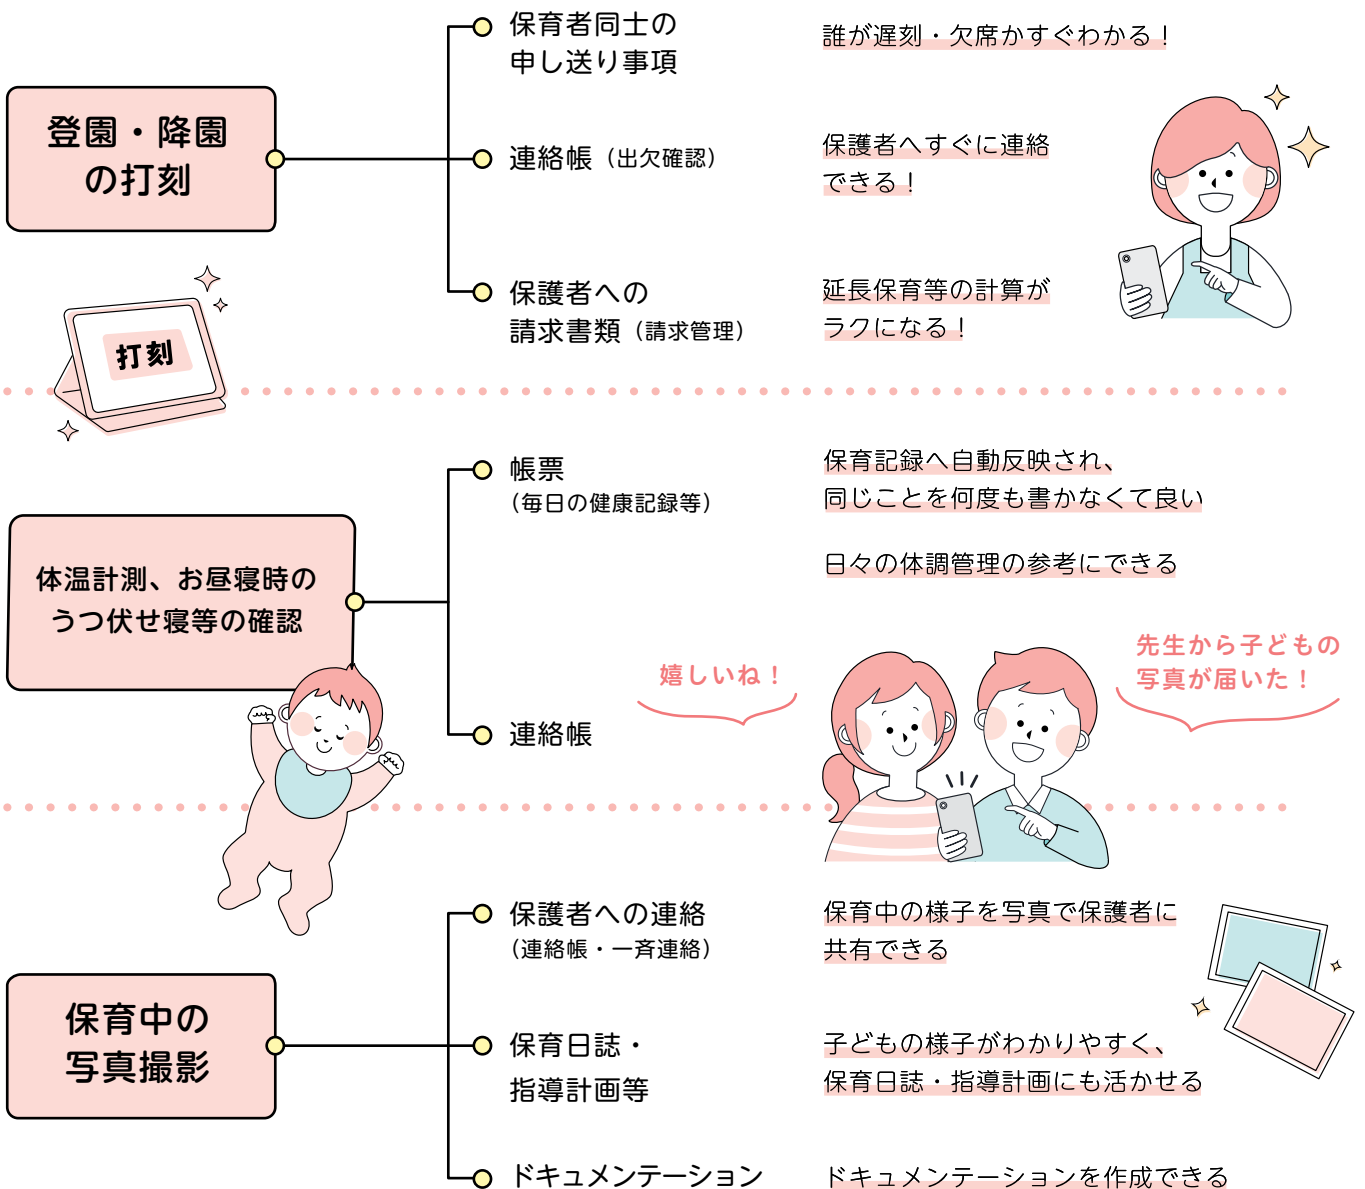 保育者同士の
申し送り事項
誰が遅刻・欠席かすぐわかる！
登園・降園
の打刻
連絡帳（出欠確認）
保護者へすぐに連絡
できる！
保護者への
請求書類（請求管理）
延長保育等の計算が
ラクになる！
打刻
帳票
（毎日の健康記録等）
保育記録へ自動反映され、
同じことを何度も書かなくて良い
日々の体調管理の参考にできる
体温計測、お昼寝時の
うつ伏せ寝等の確認
連絡帳
嬉しいね！
先生から子どもの
写真が届いた！
保護者への連絡
（連絡帳・一斉連絡）
保育中の様子を写真で保護者に
共有できる
保育中の
写真撮影
保育日誌・
指導計画等
子どもの様子がわかりやすく、
保育日誌・指導計画にも活かせる
ドキュメンテーション
ドキュメンテーションを作成できる